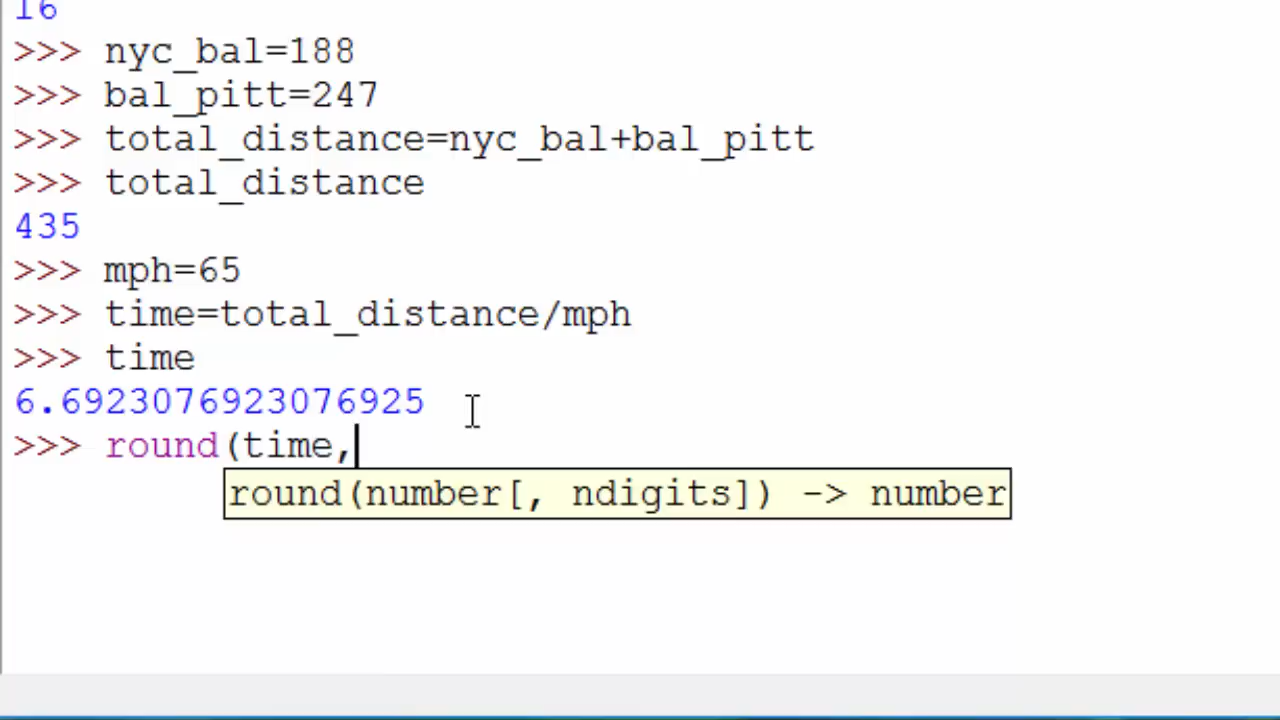 16
>>> nyc_bal=188
>>> bal_pitt=247
>>> total_distance=nyc_bal+bal_pitt
>>> total_distance
435
>>> mph=65
>>> time=total_distance/mph
>>> time
6.6923076923076925
>>> round(time,
round(number[, ndigits]) -> number